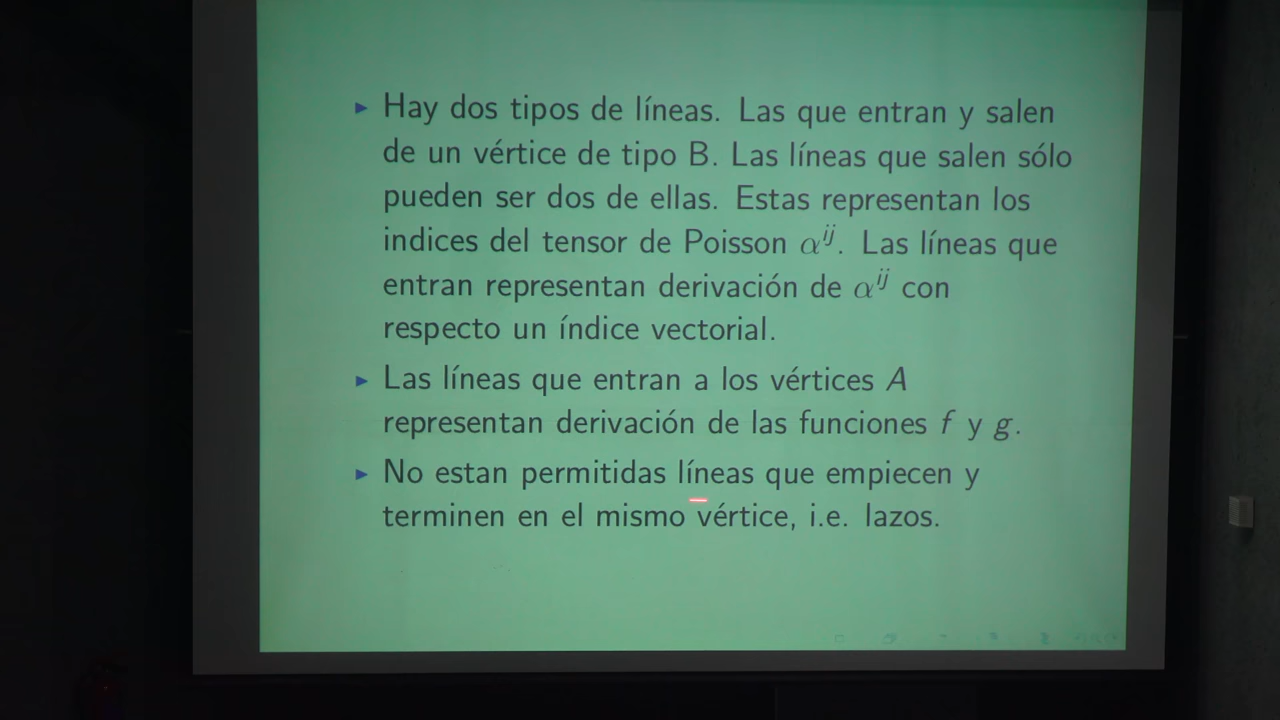 ▸ Hay dos tipos de líneas. Las que entran y salen
de un vértice de tipo B. Las líneas que salen sólo
pueden ser dos de ellas. Estas representan los
indices del tensor de Poisson α^{ij}. Las líneas que
entran representan derivación de α^{ij} con
respecto un índice vectorial.
▸ Las líneas que entran a los vértices A
representan derivación de las funciones f y g.
▸ No estan permitidas líneas que empiecen y
terminen en el mismo vértice, i.e. lazos.